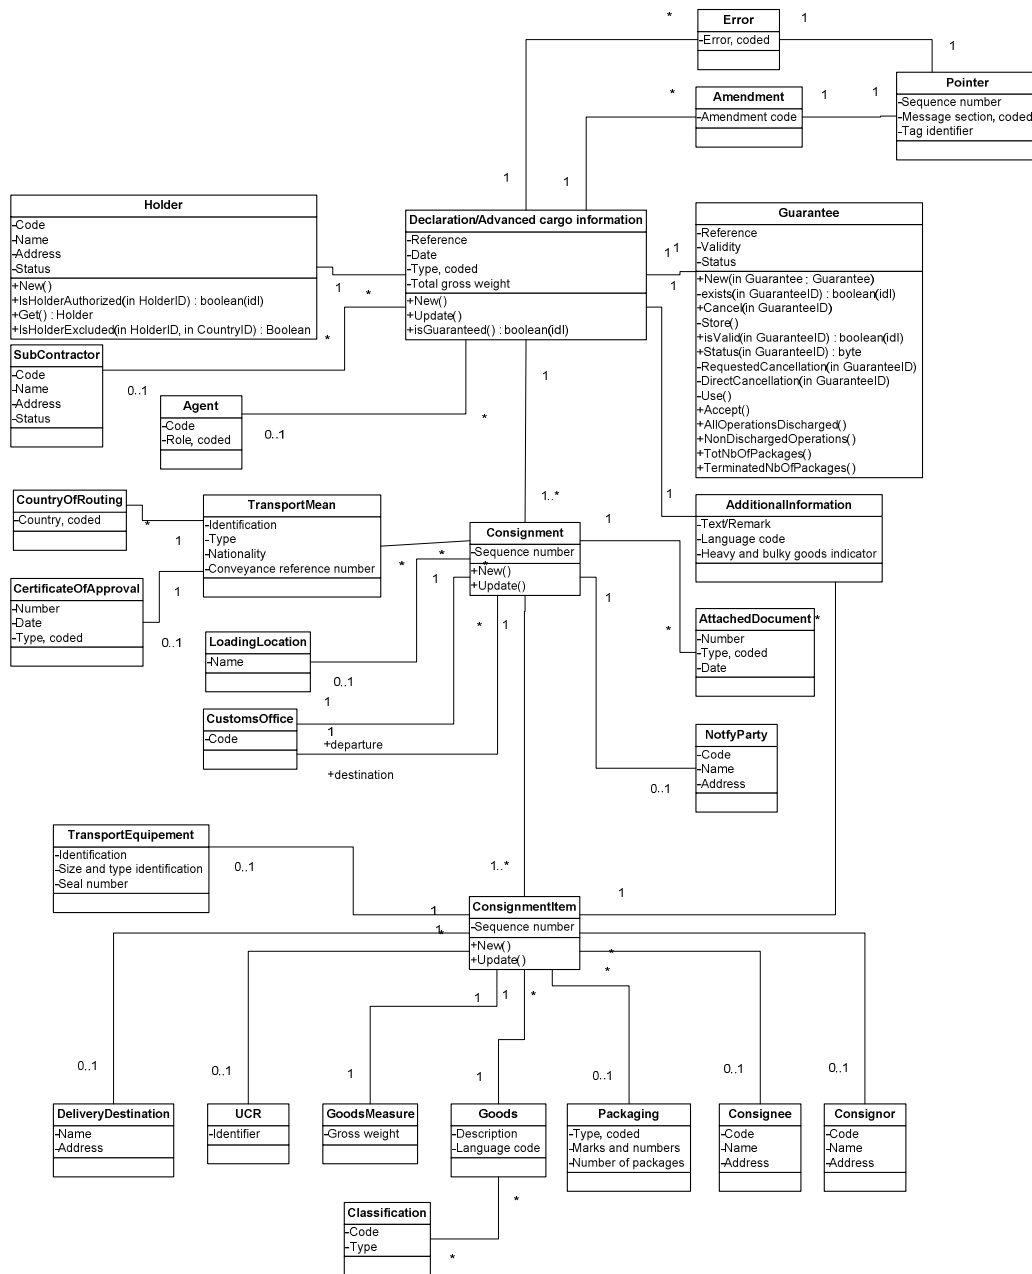 Error
-Error, coded
*
1
1
Pointer
-Sequence number
-Message section, coded
-Tag identifier
Amendment
-Amendment code
*
1
1
1
1
Holder
-Code
-Name
-Address
-Status
+New()
+IsHolderAuthorized(in HolderID) : boolean(idl)
+Get() : Holder
+IsHolderExcluded(in HolderID, in CountryID) : Boolean
Declaration/Advanced cargo information
-Reference
-Date
-Type, coded
-Total gross weight
+New()
+Update()
+isGuaranteed() : boolean(idl)
Guarantee
-Reference
-Validity
-Status
+New(in Guarantee : Guarantee)
-exists(in GuaranteeID) : boolean(idl)
+Cancel(in GuaranteeID)
-Store()
+isValid(in GuaranteeID) : boolean(idl)
+Status(in GuaranteeID) : byte
-RequestedCancellation(in GuaranteeID)
-DirectCancellation(in GuaranteeID)
-Use()
+Accept()
+AllOperationsDischarged()
+NonDischargedOperations()
+TotNbOfPackages()
+TerminatedNbOfPackages()
1
*
1
1
1
*
SubContractor
-Code
-Name
-Address
-Status
0..1
Agent
-Code
-Role, coded
0..1
*
1
CountryOfRouting
-Country, coded
*
1
TransportMean
-Identification
-Type
-Nationality
-Conveyance reference number
1..*
Consignment
-Sequence number
+New()
+Update()
1
1
AdditionalInformation
-Text/Remark
-Language code
-Heavy and bulky goods indicator
CertificateOfApproval
-Number
-Date
-Type, coded
1
0..1
*
*
*
1
*
1
1
AttachedDocument
-Number
-Type, coded
-Date
*
*
LoadingLocation
-Name
0..1
CustomsOffice
-Code
1
1
+departure
+destination
NotfyParty
-Code
-Name
-Address
0..1
TransportEquipement
-Identification
-Size and type identification
-Seal number
0..1
1..*
1
1
*
1
ConsignmentItem
-Sequence number
+New()
+Update()
*
*
1
1
*
0..1
0..1
1
1
0..1
0..1
0..1
DeliveryDestination
-Name
-Address
UCR
-Identifier
GoodsMeasure
-Gross weight
Goods
-Description
-Language code
Packaging
-Type, coded
-Marks and numbers
-Number of packages
Consignee
-Code
-Name
-Address
Consignor
-Code
-Name
-Address
Classification
-Code
-Type
*
*